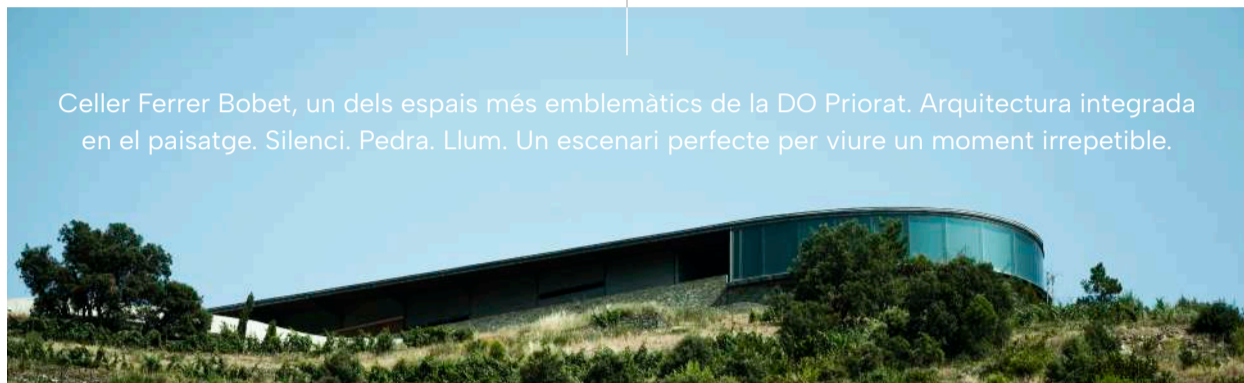 Celler Ferrer Bobet, un dels espais més emblemàtics de la DO Priorat. Arquitectura integrada
en el paisatge. Silenci. Pedra. Llum. Un escenari perfecte per viure un moment irrepetible.